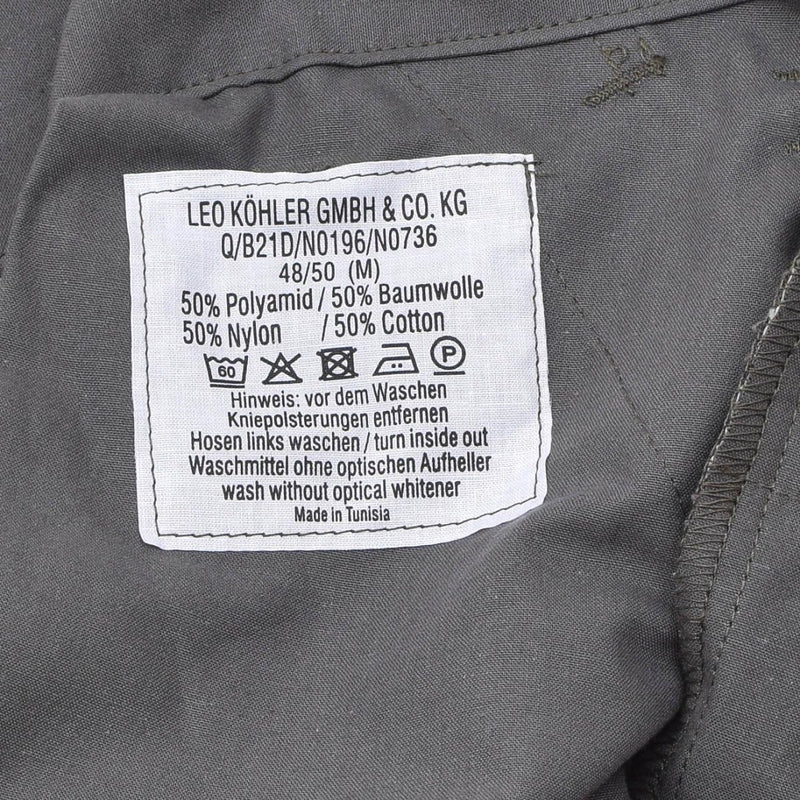 LEO KÖHLER GMBH & CO. KG
Q/B21D/N0196/N0736
48/50 (M)
50% Polyamid / 50% Baumwolle
50% Nylon / 50% Cotton
60 P
Hinweis: vor dem Waschen
Kniepolsterungen entfernen
Hosen links waschen / turn inside out
Waschmittel ohne optischen Aufheller
wash without optical whitener
Made in Tunisia